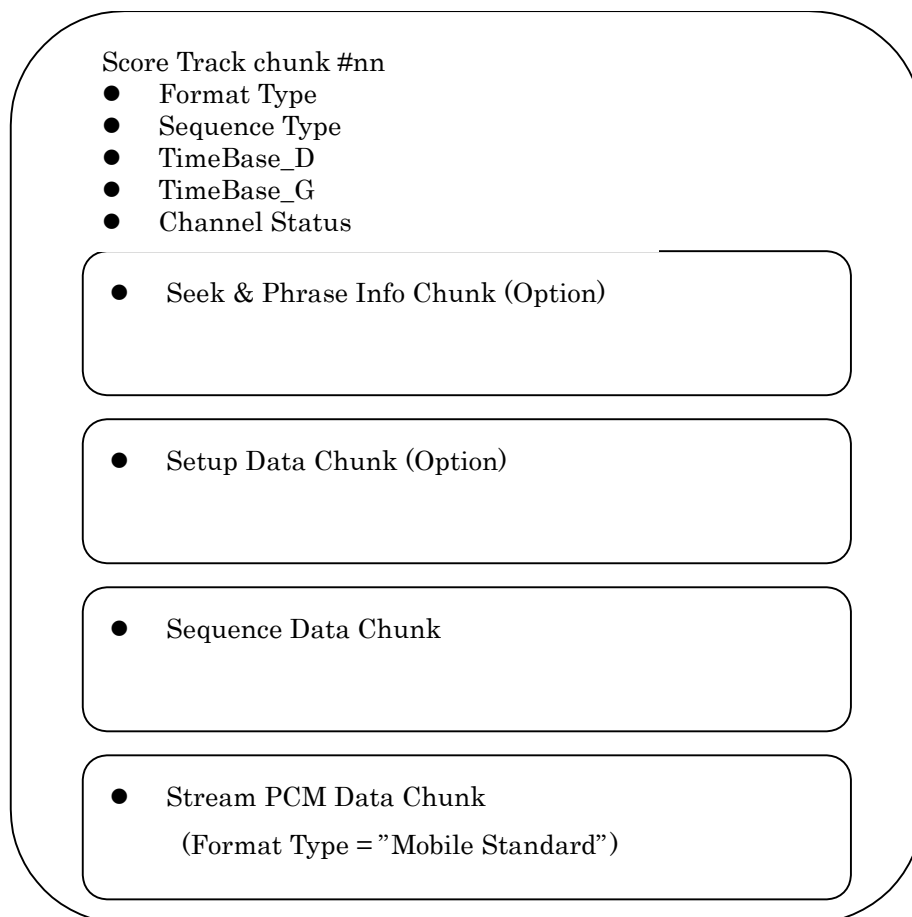 Score Track chunk #nn
● Format Type
● Sequence Type
● TimeBase_D
● TimeBase_G
● Channel Status
● Seek & Phrase Info Chunk (Option)
● Setup Data Chunk (Option)
● Sequence Data Chunk
● Stream PCM Data Chunk
(Format Type = ”Mobile Standard”)